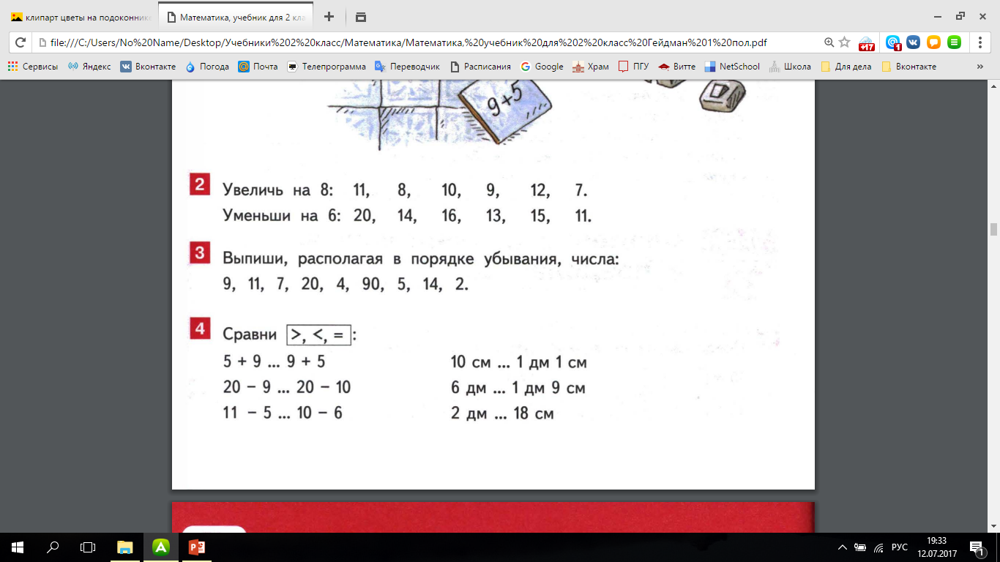 клипарт цветы на подоконнике
Математика, учебник для 2 кла
file:///C:/Users/No%20Name/Desktop/Учебники%202%20класс/Математика/Математика,%20учебник%20для%202%20класс%20Гейдман%201%20пол.pdf
+17
1
Сервисы Яндекс Вконтакте Погода Почта Телепрограмма Переводчик Расписания Google Храм ПГУ Витте NetSchool Школа Для дела Вконтакте »
9+5
2 Увеличь на 8: 11, 8, 10, 9, 12, 7.
Уменьши на 6: 20, 14, 16, 13, 15, 11.
3 Выпиши, располагая в порядке убывания, числа:
9, 11, 7, 20, 4, 90, 5, 14, 2.
4 Сравни >, <, = :
5 + 9 ... 9 + 5 10 см ... 1 дм 1 см
20 − 9 ... 20 − 10 6 дм ... 1 дм 9 см
11 − 5 ... 10 − 6 2 дм ... 18 см
РУС
19:33
12.07.2017
1